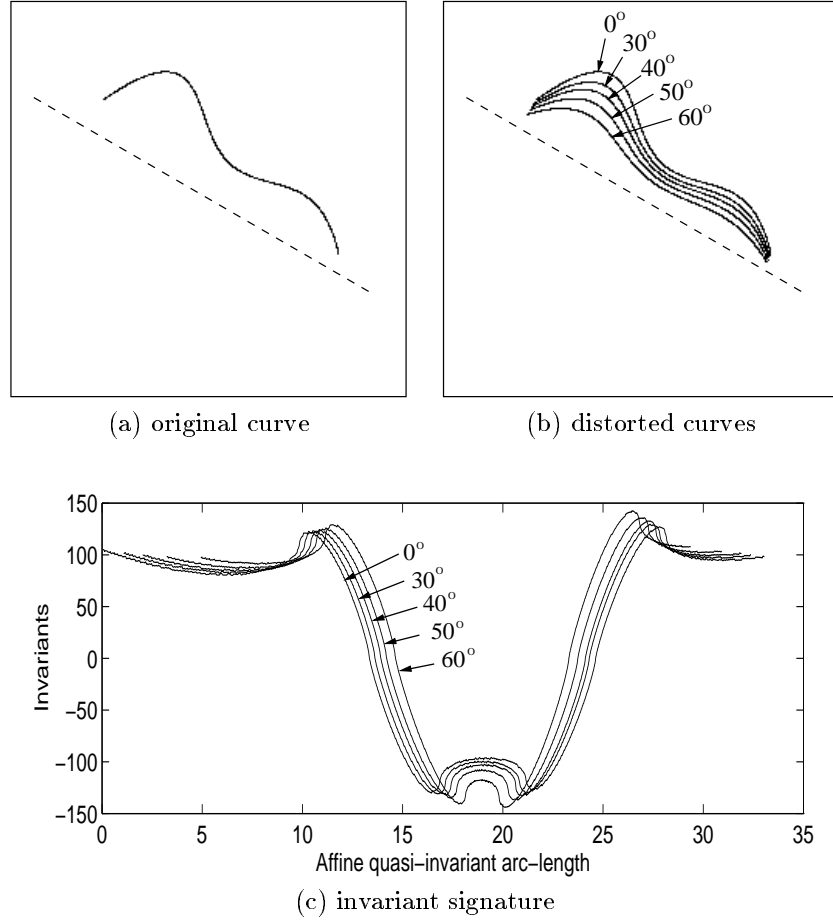 0°
30°
40°
50°
60°
(a) original curve
(b) distorted curves
150
100
50
0
−50
−100
−150
Invariants
0°
30°
40°
50°
60°
0 5 10 15 20 25 30 35
Affine quasi−invariant arc−length
(c) invariant signature